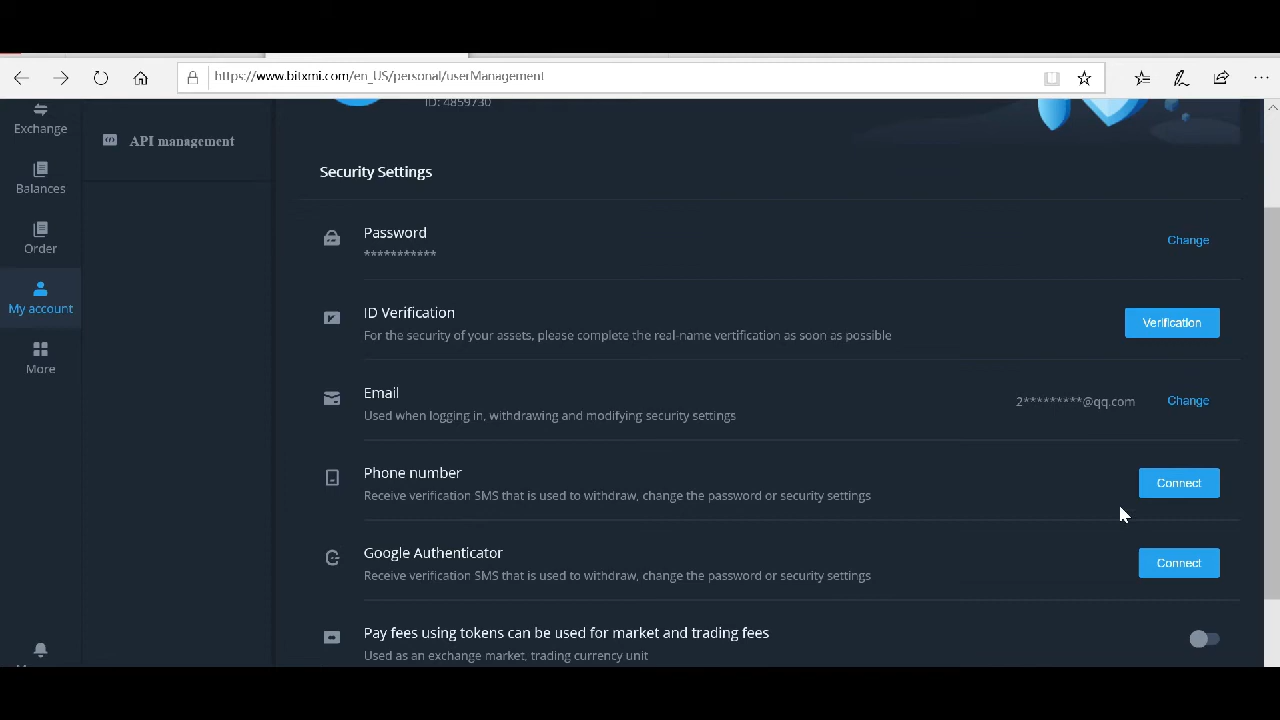 https://www.bitxmi.com/en_US/personal/userManagement
ID: 4859730
Exchange
API management
Balances
Order
My account
More
Security Settings
Password
***********
Change
ID Verification
For the security of your assets, please complete the real-name vertification as soon as possible
Verification
Email
Used when logging in, withdrawing and modifying security settings
2*********@qq.com
Change
Phone number
Receive verification SMS that is used to withdraw, change the password or security settings
Connect
Google Authenticator
Receive verification SMS that is used to withdraw, change the password or security settings
Connect
Pay fees using tokens can be used for market and trading fees
Used as an exchange market, trading currency unit